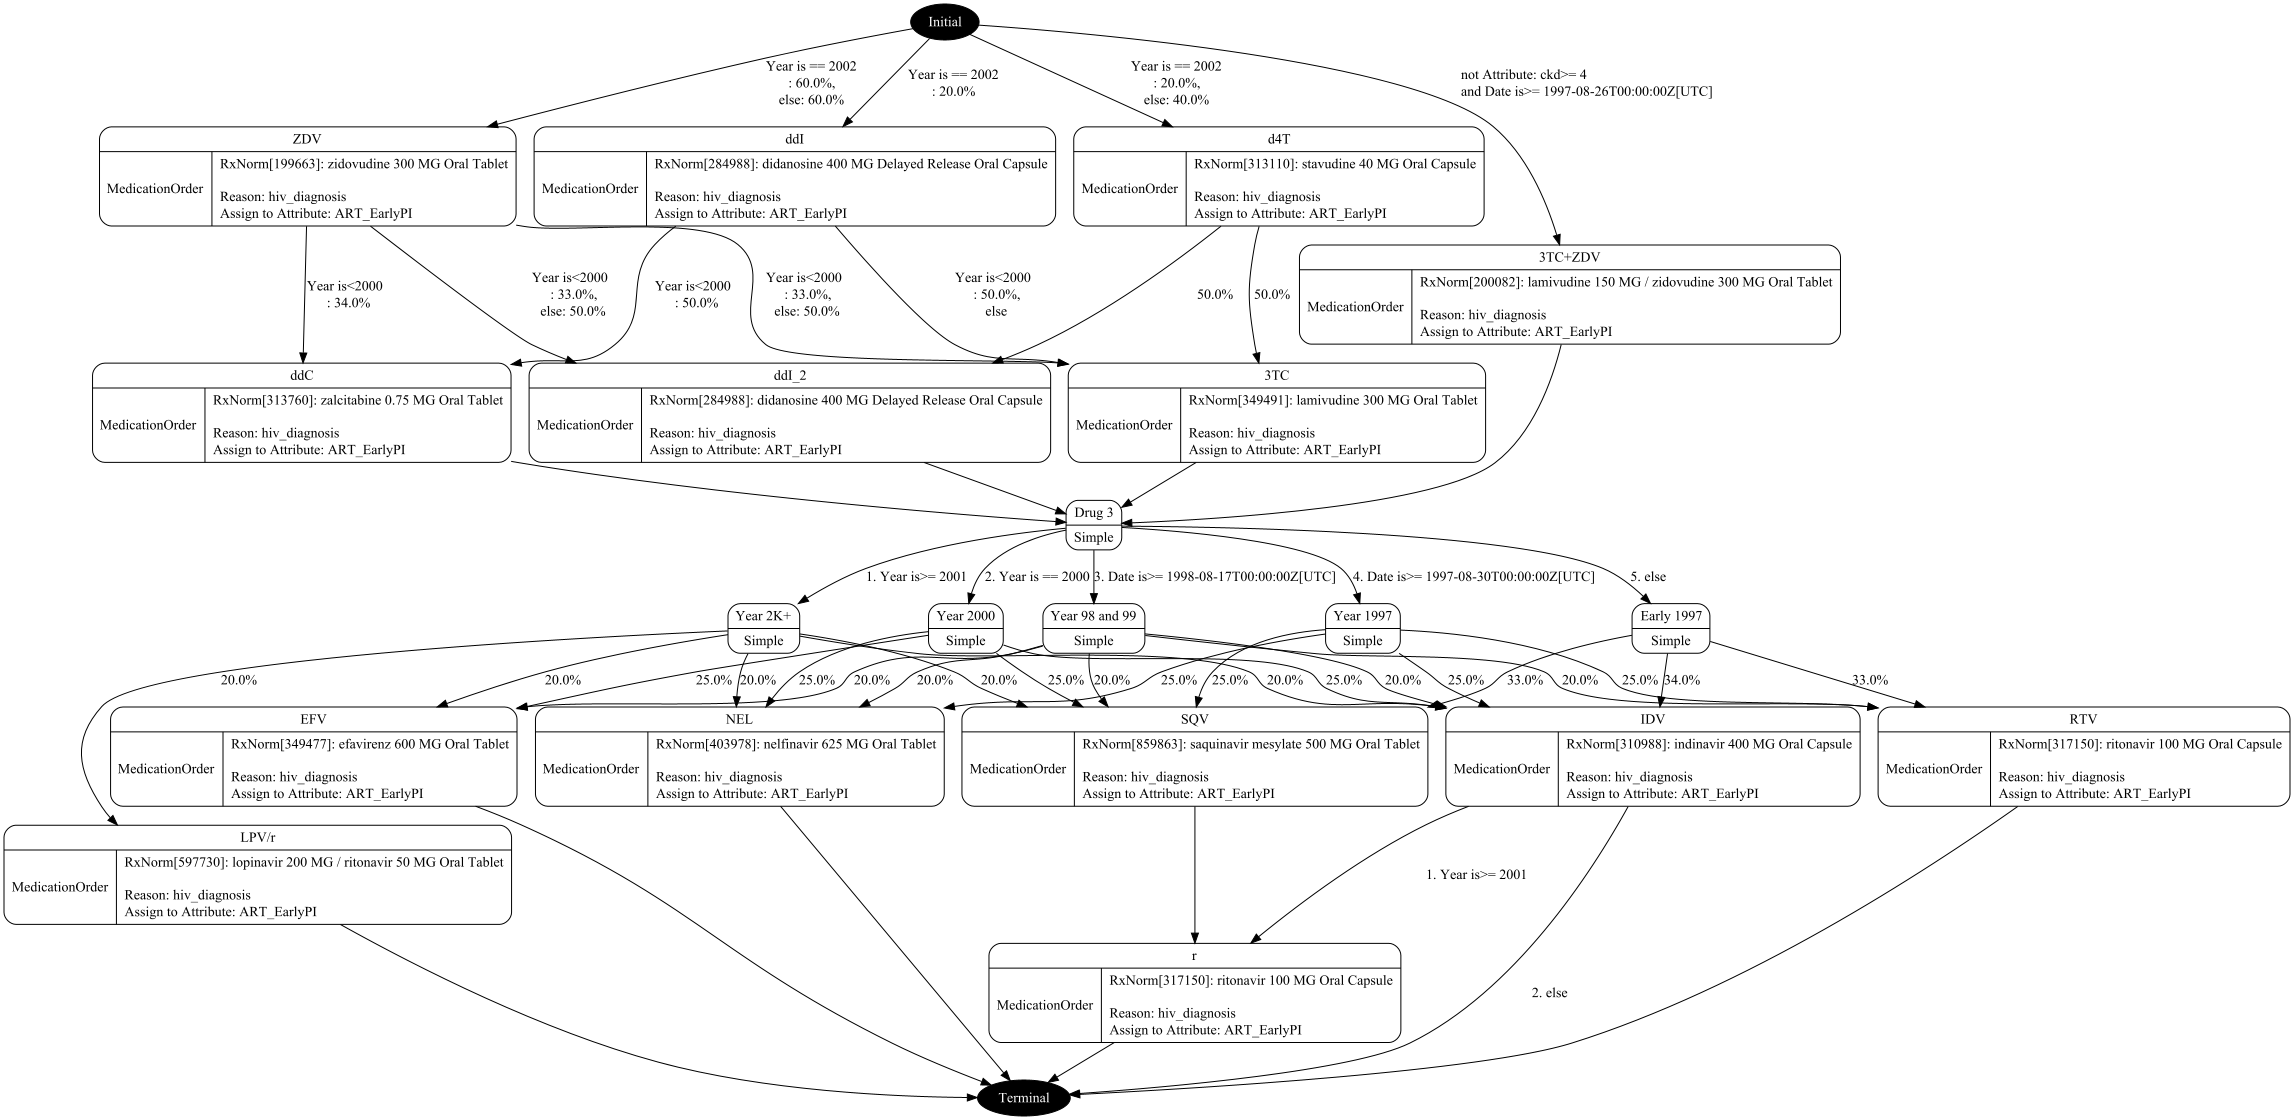 Initial
Year is == 2002
: 60.0%,
else: 60.0%
Year is == 2002
: 20.0%
Year is == 2002
: 20.0%,
else: 40.0%
not Attribute: ckd>= 4
and Date is>= 1997-08-26T00:00:00Z[UTC]
ZDV
MedicationOrder
RxNorm[199663]: zidovudine 300 MG Oral Tablet
Reason: hiv_diagnosis
Assign to Attribute: ART_EarlyPI
ddI
MedicationOrder
RxNorm[284988]: didanosine 400 MG Delayed Release Oral Capsule
Reason: hiv_diagnosis
Assign to Attribute: ART_EarlyPI
d4T
MedicationOrder
RxNorm[313110]: stavudine 40 MG Oral Capsule
Reason: hiv_diagnosis
Assign to Attribute: ART_EarlyPI
3TC+ZDV
MedicationOrder
RxNorm[200082]: lamivudine 150 MG / zidovudine 300 MG Oral Tablet
Reason: hiv_diagnosis
Assign to Attribute: ART_EarlyPI
Year is<2000
: 34.0%
Year is<2000
: 33.0%,
else: 50.0%
Year is<2000
: 50.0%
Year is<2000
: 33.0%,
else: 50.0%
Year is<2000
: 50.0%,
else
50.0%
50.0%
ddC
MedicationOrder
RxNorm[313760]: zalcitabine 0.75 MG Oral Tablet
Reason: hiv_diagnosis
Assign to Attribute: ART_EarlyPI
ddI_2
MedicationOrder
RxNorm[284988]: didanosine 400 MG Delayed Release Oral Capsule
Reason: hiv_diagnosis
Assign to Attribute: ART_EarlyPI
3TC
MedicationOrder
RxNorm[349491]: lamivudine 300 MG Oral Tablet
Reason: hiv_diagnosis
Assign to Attribute: ART_EarlyPI
Drug 3
Simple
1. Year is>= 2001
2. Year is == 2000
3. Date is>= 1998-08-17T00:00:00Z[UTC]
4. Date is>= 1997-08-30T00:00:00Z[UTC]
5. else
Year 2K+
Simple
Year 2000
Simple
Year 98 and 99
Simple
Year 1997
Simple
Early 1997
Simple
20.0%
20.0%
25.0%
20.0%
25.0%
20.0%
20.0%
20.0%
25.0%
20.0%
25.0%
25.0%
20.0%
25.0%
20.0%
25.0%
33.0%
20.0%
25.0%
34.0%
33.0%
EFV
MedicationOrder
RxNorm[349477]: efavirenz 600 MG Oral Tablet
Reason: hiv_diagnosis
Assign to Attribute: ART_EarlyPI
NEL
MedicationOrder
RxNorm[403978]: nelfinavir 625 MG Oral Tablet
Reason: hiv_diagnosis
Assign to Attribute: ART_EarlyPI
SQV
MedicationOrder
RxNorm[859863]: saquinavir mesylate 500 MG Oral Tablet
Reason: hiv_diagnosis
Assign to Attribute: ART_EarlyPI
IDV
MedicationOrder
RxNorm[310988]: indinavir 400 MG Oral Capsule
Reason: hiv_diagnosis
Assign to Attribute: ART_EarlyPI
RTV
MedicationOrder
RxNorm[317150]: ritonavir 100 MG Oral Capsule
Reason: hiv_diagnosis
Assign to Attribute: ART_EarlyPI
LPV/r
MedicationOrder
RxNorm[597730]: lopinavir 200 MG / ritonavir 50 MG Oral Tablet
Reason: hiv_diagnosis
Assign to Attribute: ART_EarlyPI
1. Year is>= 2001
r
MedicationOrder
RxNorm[317150]: ritonavir 100 MG Oral Capsule
Reason: hiv_diagnosis
Assign to Attribute: ART_EarlyPI
2. else
Terminal